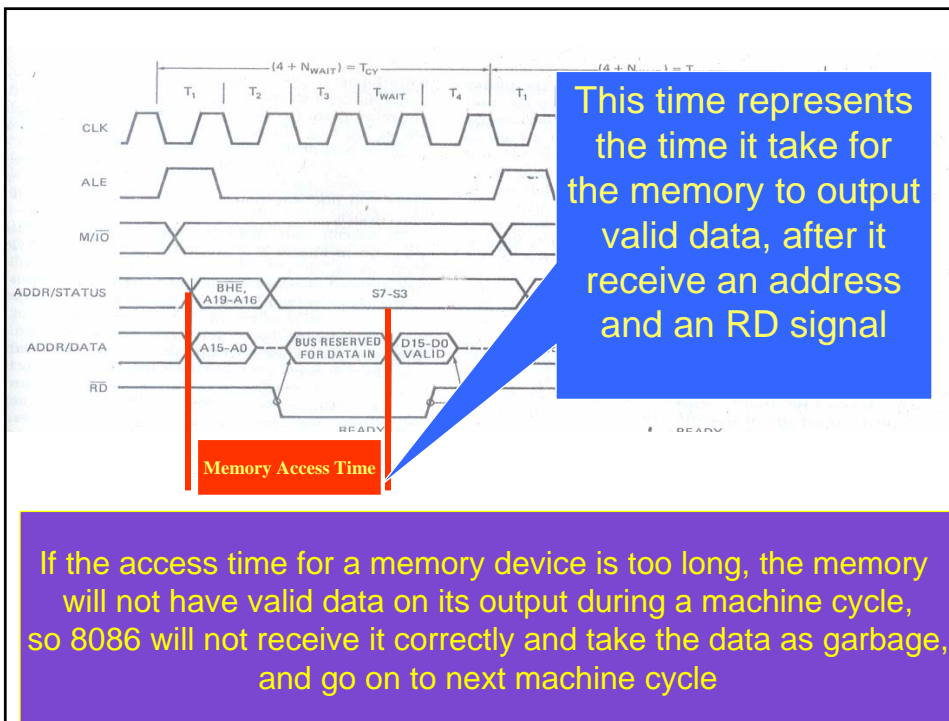 (4 + NWAIT) = TCY
T1 T2 T3 TWAIT T4 T1
CLK
ALE
M/IO
ADDR/STATUS
BHE,
A19-A16
S7-S3
ADDR/DATA
A15-A0
BUS RESERVED
FOR DATA IN
D15-D0
VALID
RD
READY
READY
Memory Access Time
This time represents
the time it take for
the memory to output
valid data, after it
receive an address
and an RD signal
If the access time for a memory device is too long, the memory
will not have valid data on its output during a machine cycle,
so 8086 will not receive it correctly and take the data as garbage,
and go on to next machine cycle